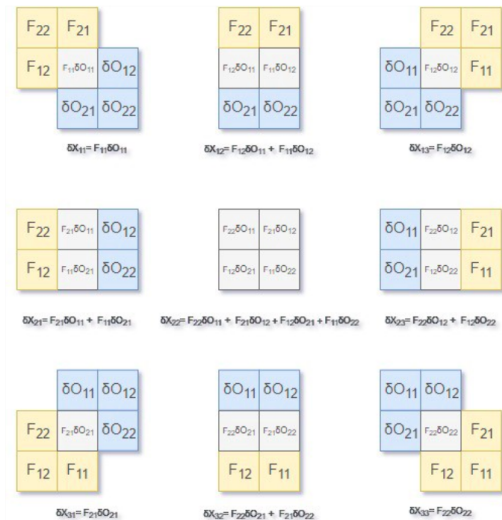 F₂₂ F₂₁ F₂₂ F₂₁ F₂₂ F₂₁
F₁₂ F₁₁δO₁₁ δO₁₂ F₁₂δO₁₁ F₁₁δO₁₂ δO₁₁ F₁₂δO₁₂ F₁₁
δO₂₁ δO₂₂ δO₂₁ δO₂₂ δO₂₁ δO₂₂
δX₁₁= F₁₁δO₁₁ δX₁₂= F₁₂δO₁₁ + F₁₁δO₁₂ δX₁₃= F₁₂δO₁₂
F₂₂ F₂₁δO₁₁ δO₁₂ F₂₂δO₁₁ F₂₁δO₁₂ δO₁₁ F₂₂δO₁₂ F₂₁
F₁₂ F₁₁δO₂₁ δO₂₂ F₁₂δO₂₁ F₁₁δO₂₂ δO₂₁ F₁₂δO₂₂ F₁₁
δX₂₁= F₂₁δO₁₁ + F₁₁δO₂₁ δX₂₂= F₂₂δO₁₁ + F₂₁δO₁₂ + F₁₂δO₂₁ + F₁₁δO₂₂ δX₂₃= F₂₂δO₁₂ + F₁₂δO₂₂
δO₁₁ δO₁₂ δO₁₁ δO₁₂ δO₁₁ δO₁₂
F₂₂ F₂₁δO₂₁ δO₂₂ F₂₂δO₂₁ F₂₁δO₂₂ δO₂₁ F₂₂δO₂₂ F₂₁
F₁₂ F₁₁ F₁₂ F₁₁ F₁₂ F₁₁
δX₃₁= F₂₁δO₂₁ δX₃₂= F₂₂δO₂₁ + F₂₁δO₂₂ δX₃₃= F₂₂δO₂₂